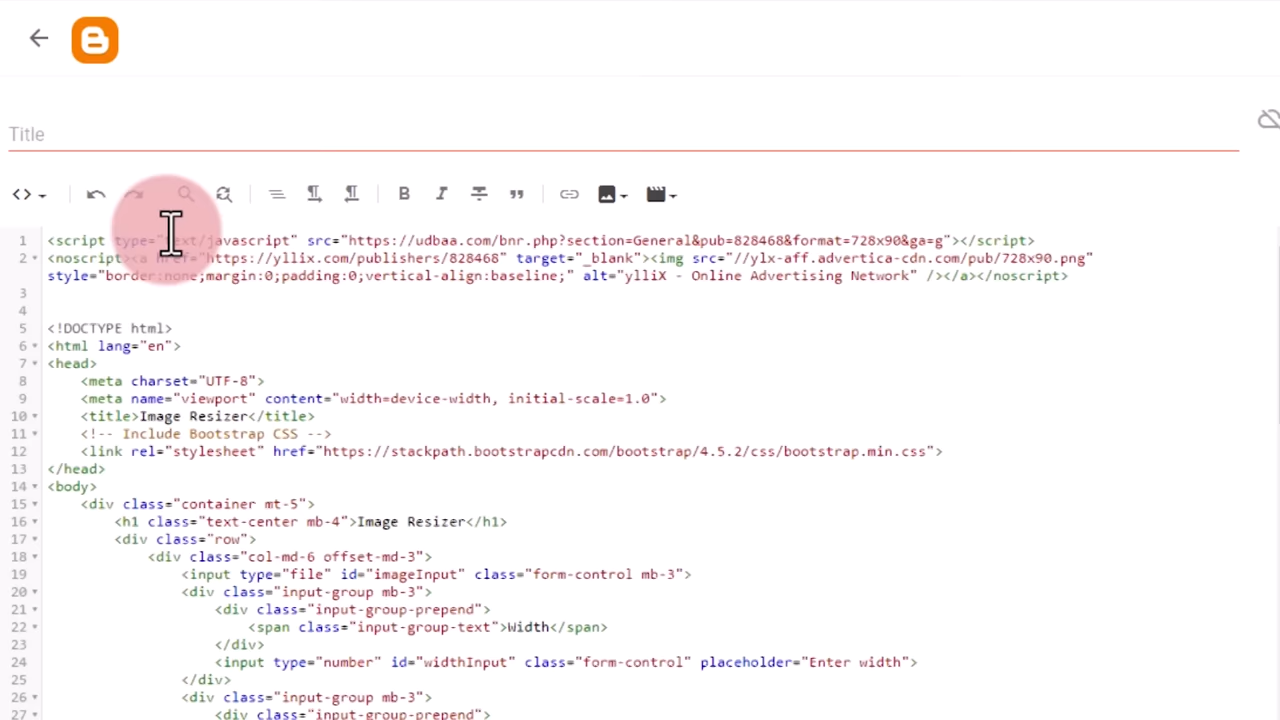 Title
1 <script type="text/javascript" src="https://udbaa.com/bnr.php?section=General&pub=828468&format=728x90&ga=g"></script>
2 <noscript><a href="https://yllix.com/publishers/828468" target="_blank"><img src="//ylx-aff.advertica-cdn.com/pub/728x90.png"
style="border:none;margin:0;padding:0;vertical-align:baseline;" alt="ylliX - Online Advertising Network" /></a></noscript>
3
4
5 <!DOCTYPE html>
6 <html lang="en">
7 <head>
8 <meta charset="UTF-8">
9 <meta name="viewport" content="width=device-width, initial-scale=1.0">
10 <title>Image Resizer</title>
11 <!-- Include Bootstrap CSS -->
12 <link rel="stylesheet" href="https://stackpath.bootstrapcdn.com/bootstrap/4.5.2/css/bootstrap.min.css">
13 </head>
14 <body>
15 <div class="container mt-5">
16 <h1 class="text-center mb-4">Image Resizer</h1>
17 <div class="row">
18 <div class="col-md-6 offset-md-3">
19 <input type="file" id="imageInput" class="form-control mb-3">
20 <div class="input-group mb-3">
21 <div class="input-group-prepend">
22 <span class="input-group-text">Width</span>
23 </div>
24 <input type="number" id="widthInput" class="form-control" placeholder="Enter width">
25 </div>
26 <div class="input-group mb-3">
27 <div class="input-group-prepend">